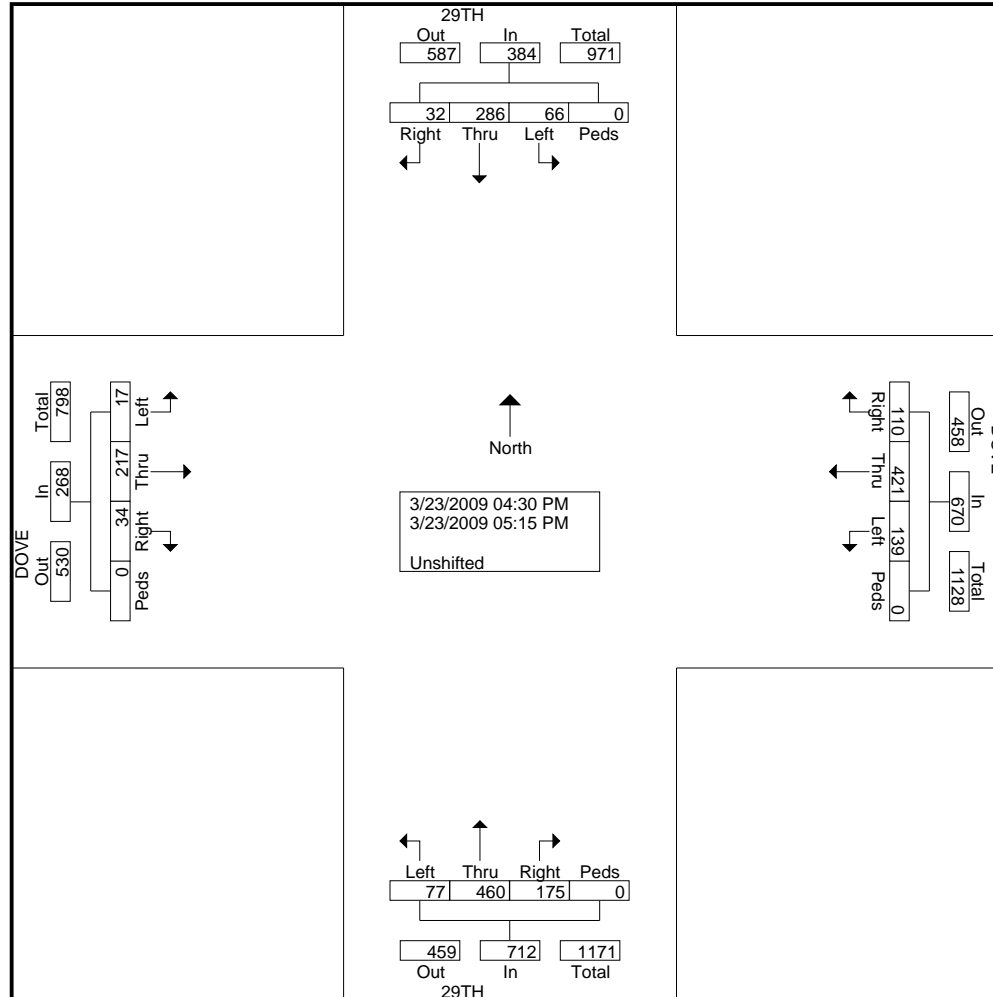 29TH
Out In Total
587 384 971
32 286 66 0
Right Thru Left Peds
Total In Out
798 268 530
DOVE
17 217 34 0
Left Thru Right Peds
North
3/23/2009 04:30 PM
3/23/2009 05:15 PM
Unshifted
Right Thru Left Peds
110 421 139 0
Out In Total
458 670 1128
Left Thru Right Peds
77 460 175 0
459 712 1171
Out In Total
29TH